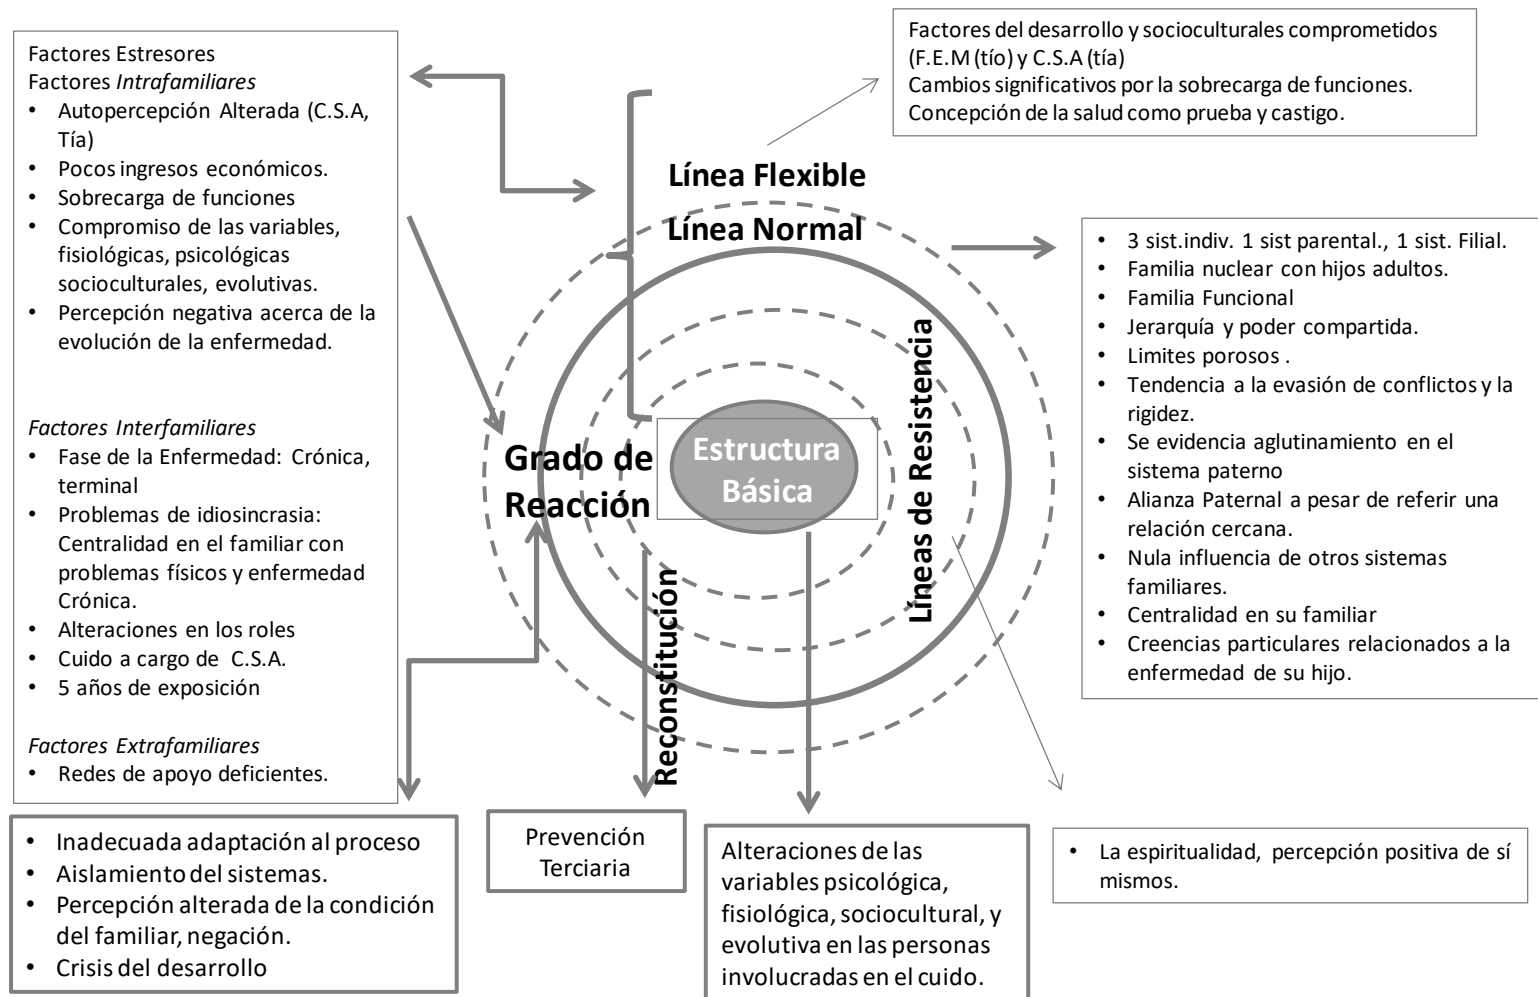 Factores Estresores
Factores Intrafamiliares
• Autopercepción Alterada (C.S.A,
Tía)
• Pocos ingresos económicos.
• Sobrecarga de funciones
• Compromiso de las variables,
fisiológicas, psicológicas
socioculturales, evolutivas.
• Percepción negativa acerca de la
evolución de la enfermedad.
Factores Interfamiliares
• Fase de la Enfermedad: Crónica,
terminal
• Problemas de idiosincrasia:
Centralidad en el familiar con
problemas físicos y enfermedad
Crónica.
• Alteraciones en los roles
• Cuido a cargo de C.S.A.
• 5 años de exposición
Factores Extrafamiliares
• Redes de apoyo deficientes.
Factores del desarrollo y socioculturales comprometidos
(F.E.M (tío) y C.S.A (tía)
Cambios significativos por la sobrecarga de funciones.
Concepción de la salud como prueba y castigo.
Línea Flexible
Línea Normal
Líneas de Resistencia
Estructura
Básica
Grado de
Reacción
Reconstitución
• 3 sist.indiv. 1 sist parental., 1 sist. Filial.
• Familia nuclear con hijos adultos.
• Familia Funcional
• Jerarquía y poder compartida.
• Limites porosos .
• Tendencia a la evasión de conflictos y la
rigidez.
• Se evidencia aglutinamiento en el
sistema paterno
• Alianza Paternal a pesar de referir una
relación cercana.
• Nula influencia de otros sistemas
familiares.
• Centralidad en su familiar
• Creencias particulares relacionados a la
enfermedad de su hijo.
• Inadecuada adaptación al proceso
• Aislamiento del sistemas.
• Percepción alterada de la condición
del familiar, negación.
• Crisis del desarrollo
Prevención
Terciaria
Alteraciones de las
variables psicológica,
fisiológica, sociocultural, y
evolutiva en las personas
involucradas en el cuido.
• La espiritualidad, percepción positiva de sí
mismos.